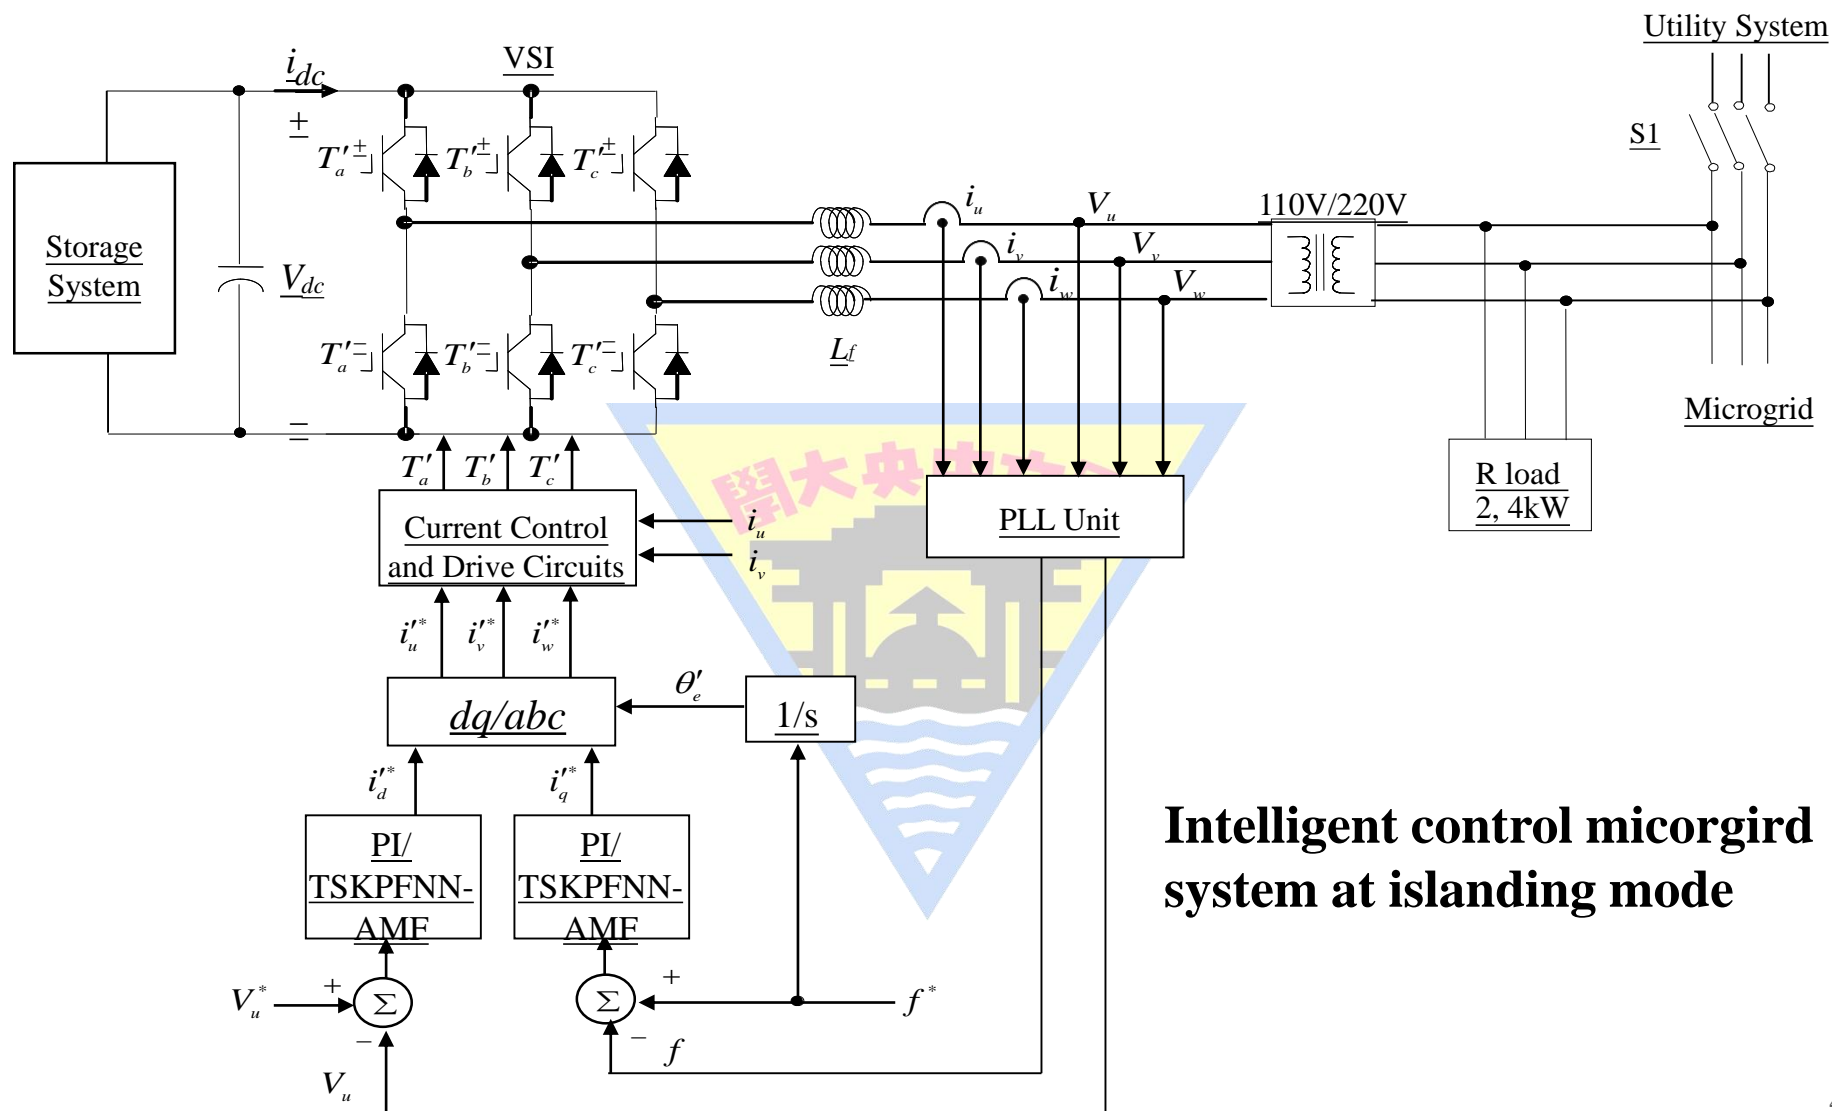 Utility System
VSI
i_dc
+
S1
T'_a^+ T'_b^+ T'_c^+
i_u V_u 110V/220V
i_v V_v
i_w V_w
Storage
System
V_dc
T'_a^- T'_b^- T'_c^-
L_f
Microgrid
=
T'_a T'_b T'_c
R load
2, 4kW
Current Control
and Drive Circuits
i_u
i_v
PLL Unit
i'_u^* i'_v^* i'_w^*
θ'_e
dq/abc
1/s
i'_d^* i'_q^*
PI/
TSKPFNN-
AMF
PI/
TSKPFNN-
AMF
Intelligent control micorgird
system at islanding mode
V_u^* + Σ
−
V_u
Σ + f^*
− f